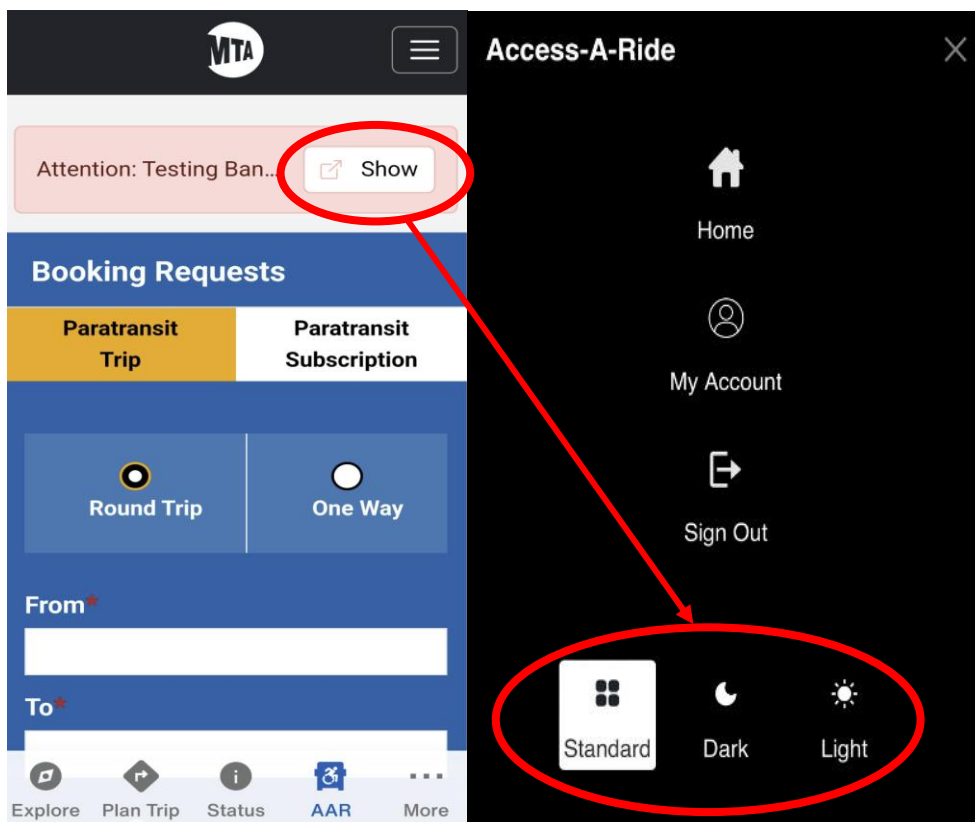 MTA
Attention: Testing Ban...
Show
Booking Requests
Paratransit
Trip
Paratransit
Subscription
Round Trip
One Way
From*
To*
Explore
Plan Trip
Status
AAR
More
Access-A-Ride
Home
My Account
Sign Out
Standard
Dark
Light